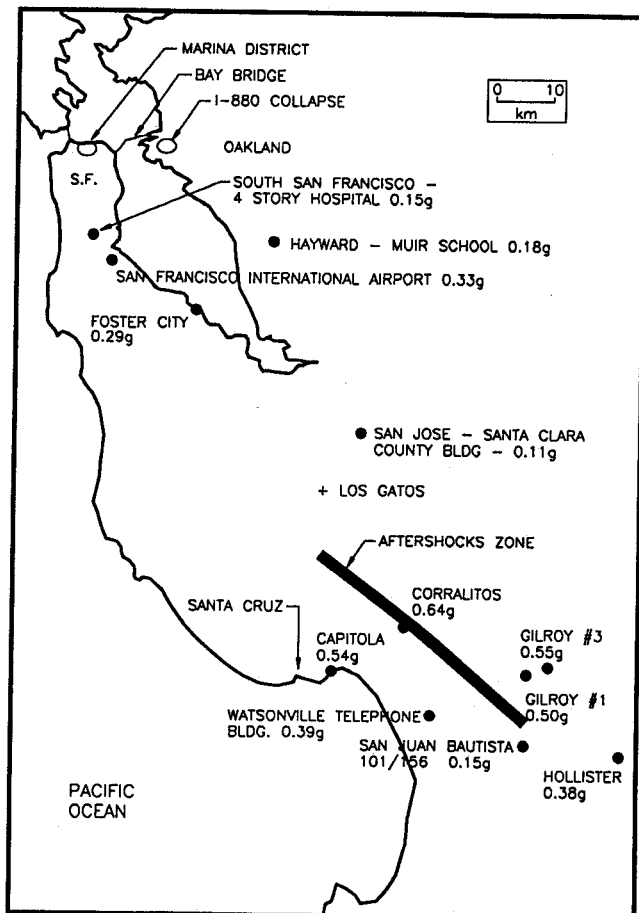 MARINA DISTRICT
BAY BRIDGE
I-880 COLLAPSE
0 10
km
OAKLAND
S.F.
SOUTH SAN FRANCISCO –
4 STORY HOSPITAL 0.15g
HAYWARD – MUIR SCHOOL 0.18g
SAN FRANCISCO INTERNATIONAL AIRPORT 0.33g
FOSTER CITY
0.29g
SAN JOSE – SANTA CLARA
COUNTY BLDG – 0.11g
+ LOS GATOS
AFTERSHOCKS ZONE
SANTA CRUZ
CORRALITOS
0.64g
CAPITOLA
0.54g
GILROY #3
0.55g
GILROY #1
0.50g
WATSONVILLE TELEPHONE
BLDG. 0.39g
SAN JUAN BAUTISTA
101/156 0.15g
HOLLISTER
0.38g
PACIFIC
OCEAN